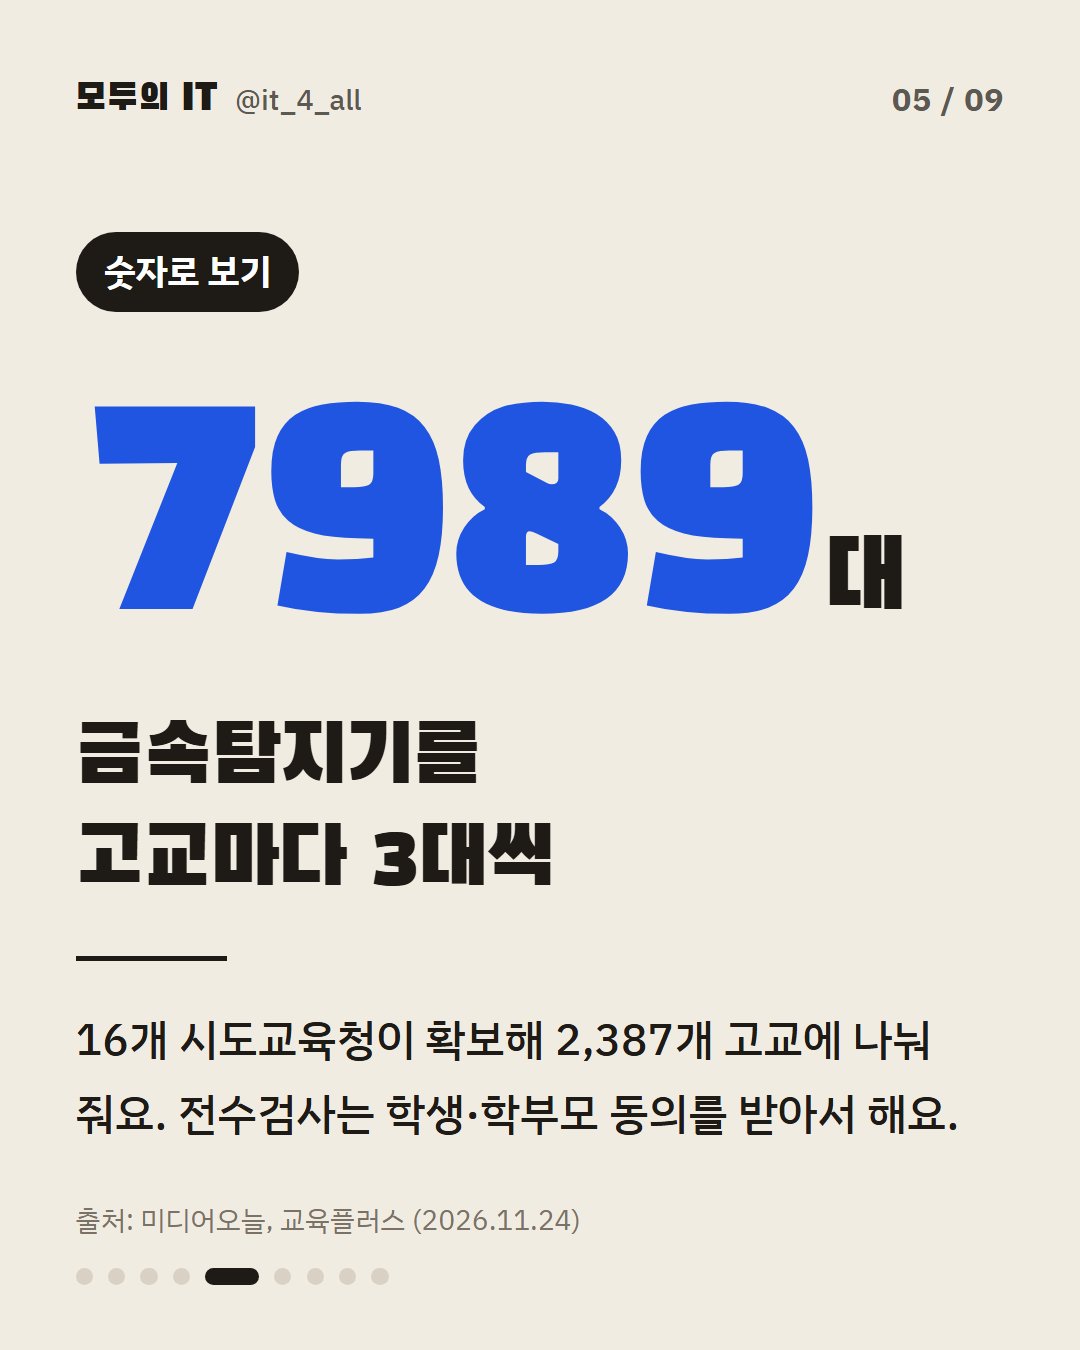 모두의 IT @it_4_all
05 / 09
숫자로 보기
7989대
금속탐지기를
고교마다 3대씩
16개 시도교육청이 확보해 2,387개 고교에 나눠
줘요. 전수검사는 학생·학부모 동의를 받아서 해요.
출처: 미디어오늘, 교육플러스 (2026.11.24)